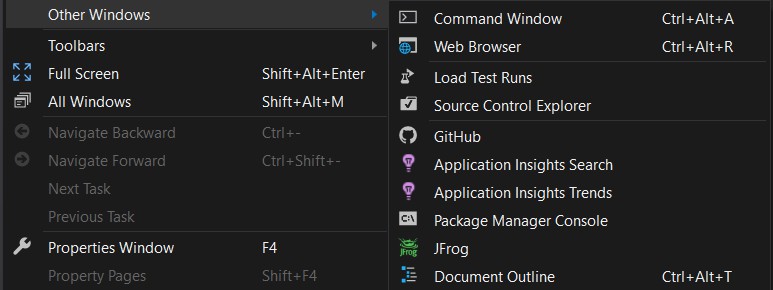 Other Windows
Toolbars
Full Screen Shift+Alt+Enter
All Windows Shift+Alt+M
Navigate Backward Ctrl+-
Navigate Forward Ctrl+Shift+-
Next Task
Previous Task
Properties Window F4
Property Pages Shift+F4
Command Window Ctrl+Alt+A
Web Browser Ctrl+Alt+R
Load Test Runs
Source Control Explorer
GitHub
Application Insights Search
Application Insights Trends
C:\ Package Manager Console
JFrog JFrog
Document Outline Ctrl+Alt+T